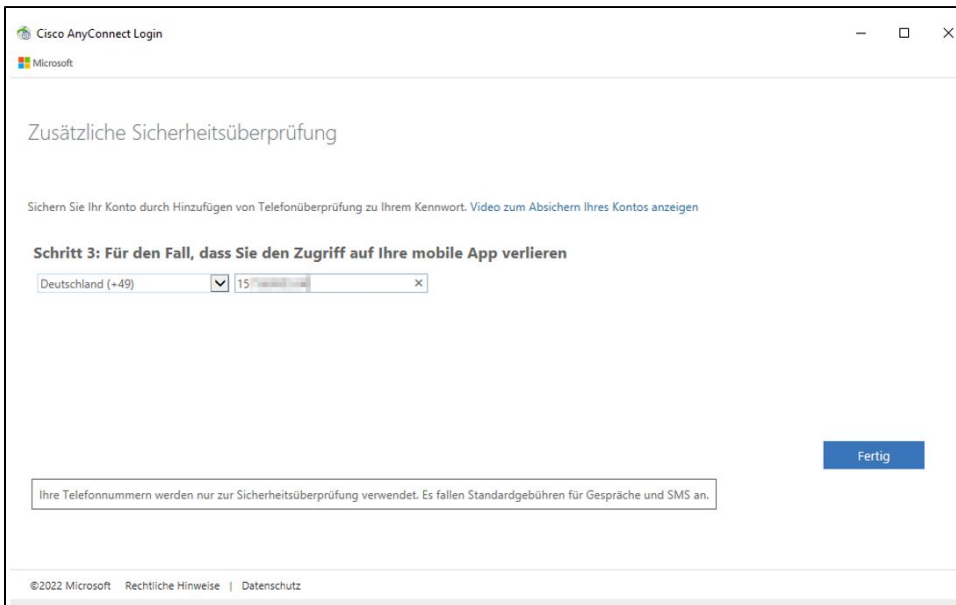 Cisco AnyConnect Login
Microsoft
Zusätzliche Sicherheitsüberprüfung
Sichern Sie Ihr Konto durch Hinzufügen von Telefonüberprüfung zu Ihrem Kennwort. Video zum Absichern Ihres Kontos anzeigen
Schritt 3: Für den Fall, dass Sie den Zugriff auf Ihre mobile App verlieren
Deutschland (+49) 15
Fertig
Ihre Telefonnummern werden nur zur Sicherheitsüberprüfung verwendet. Es fallen Standardgebühren für Gespräche und SMS an.
©2022 Microsoft Rechtliche Hinweise | Datenschutz